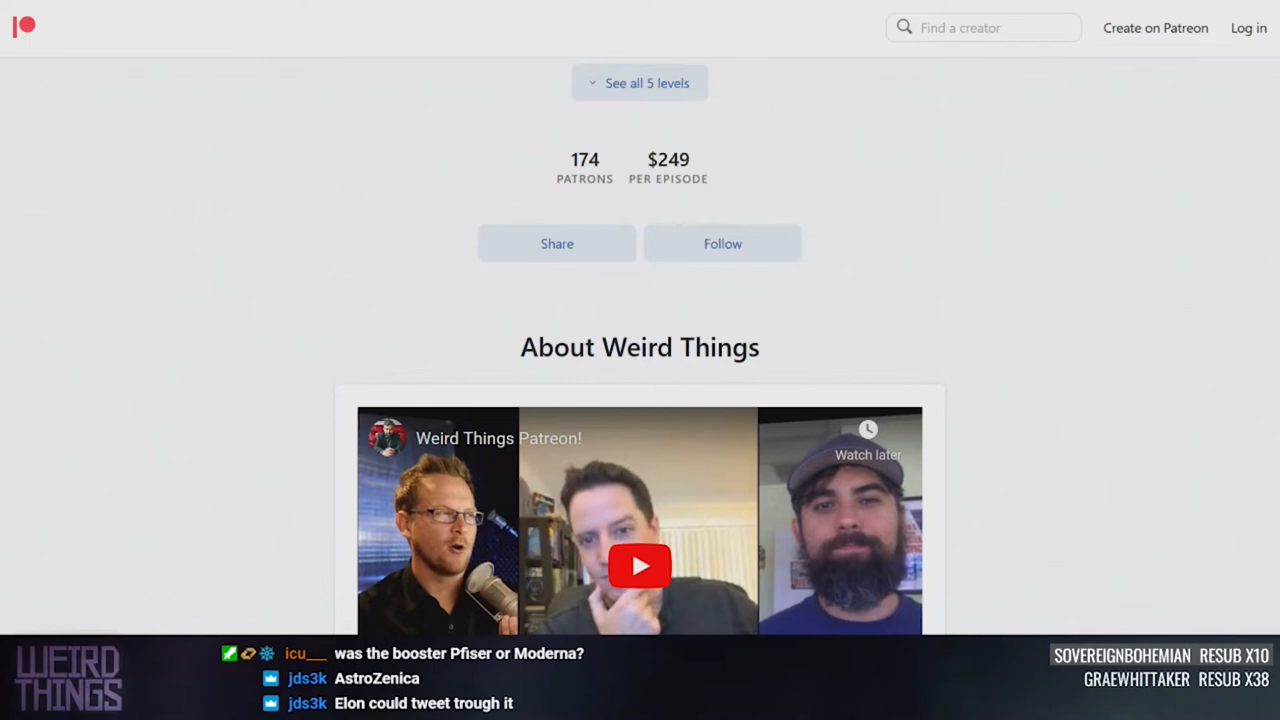 Find a creator
Create on Patreon
Log in
See all 5 levels
174
PATRONS
$249
PER EPISODE
Share
Follow
About Weird Things
Weird Things Patreon!
Watch later
WEIRD
THINGS
icu___ was the booster Pfiser or Moderna?
jds3k AstroZenica
jds3k Elon could tweet trough it
SOVEREIGNBOHEMIAN RESUB X10
GRAEWHITTAKER RESUB X38